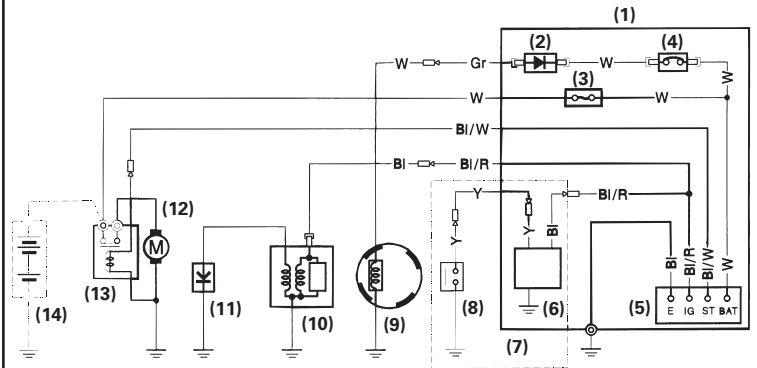 (1)
(2)
(4)
W
Gr
W
W
(3)
W
W
Bl/W
Bl
Bl/R
Y
Bl/R
(12)
M
Y
Y
Bl
Bl
Bl/R
Bl/W
W
(13)
(14)
(11)
(10)
(9)
(8)
(6)
(5)
E IG ST BAT
(7)